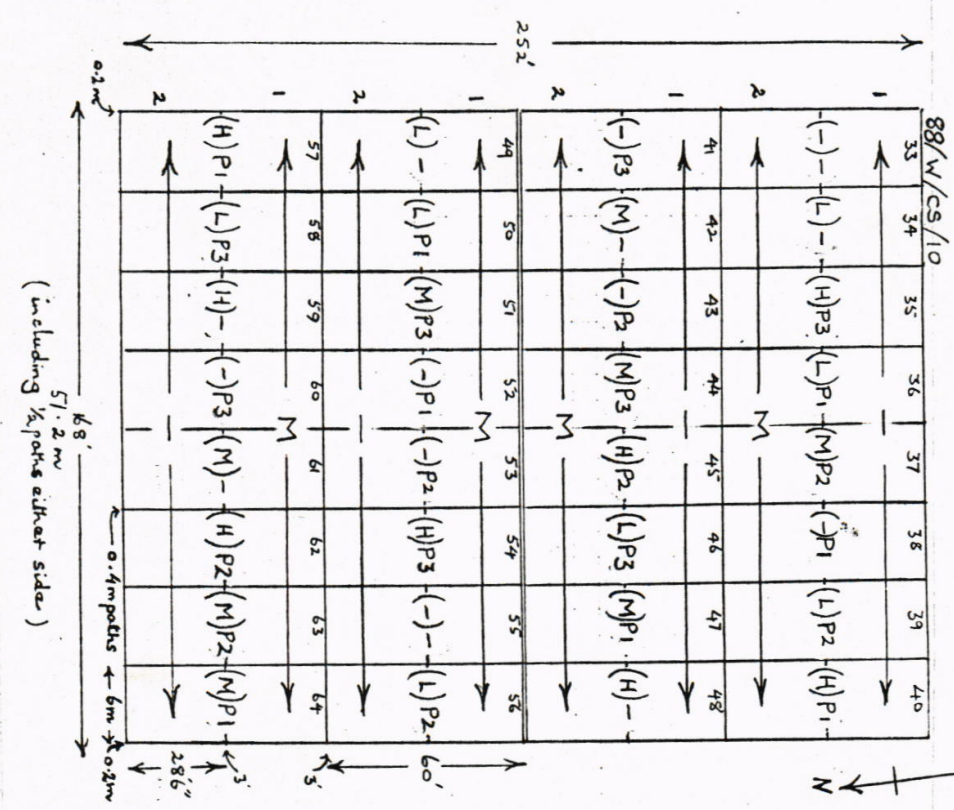 88/W/CS/10
N
33 34 35 36 37 38 39 40
1 —
(-) - (L) - (H)P3 (L)P1 (M)P2 (-)P1 (L)P2 (H)P1
2 M
41 42 43 44 45 46 47 48
1 —
(-)P3 (M) - (-)P2 (M)P3 (H)P2 (L)P3 (M)P1 (H) -
2 M
252'
49 50 51 52 53 54 55 56
1 M
(L) - (L)P1 (M)P3 (-)P1 (-)P2 (H)P3 (-) - (L)P2
60'
2 —
3'
57 58 59 60 61 62 63 64
1 M
(H)P1 (L)P3 (H) - (-)P3 (M) - (H)P2 (M)P2 (M)P1
3'
2 —
28'6"
0.2m
0.4m paths 6m 0.2m
168'
51.2 m
(including ½ paths either side)